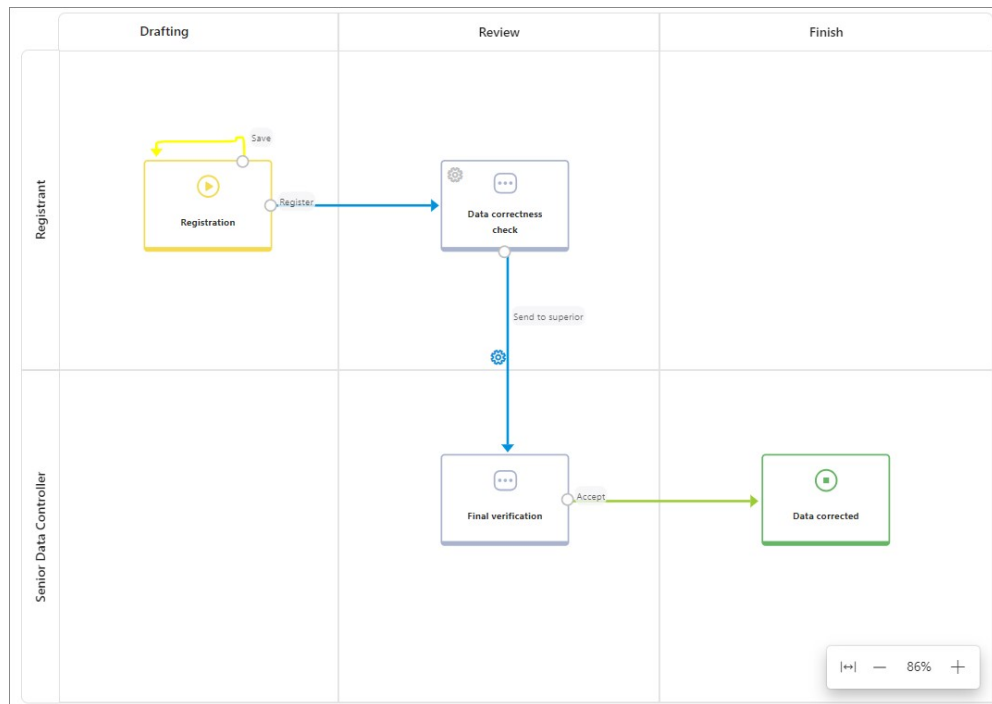 Drafting
Review
Finish
Registrant
Save
Registration
Register
Data correctness
check
Send to superior
Senior Data Controller
Final verification
Accept
Data corrected
86%